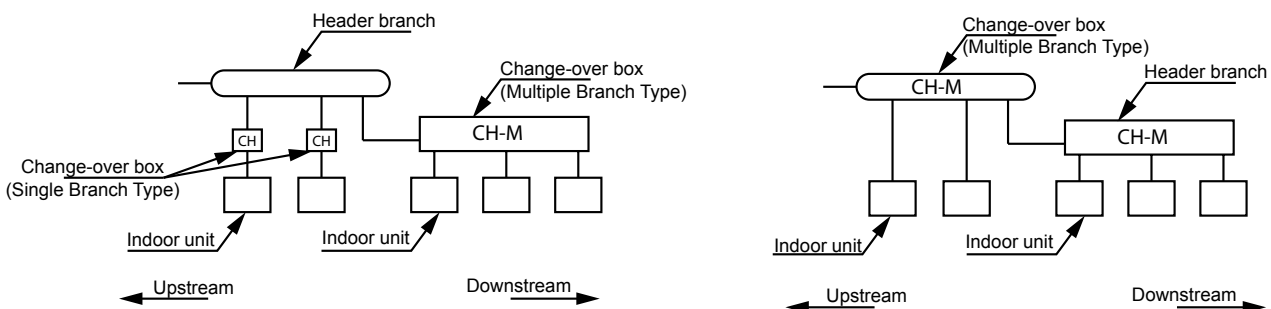 Header branch
Change-over box
(Multiple Branch Type)
CH
CH
CH-M
Change-over box
(Single Branch Type)
Indoor unit
Indoor unit
Upstream
Downstream
Change-over box
(Multiple Branch Type)
CH-M
Header branch
CH-M
Indoor unit
Indoor unit
Upstream
Downstream